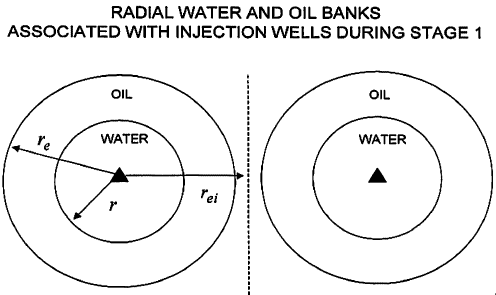 RADIAL WATER AND OIL BANKS
ASSOCIATED WITH INJECTION WELLS DURING STAGE 1
OIL
OIL
WATER
WATER
re
rei
r